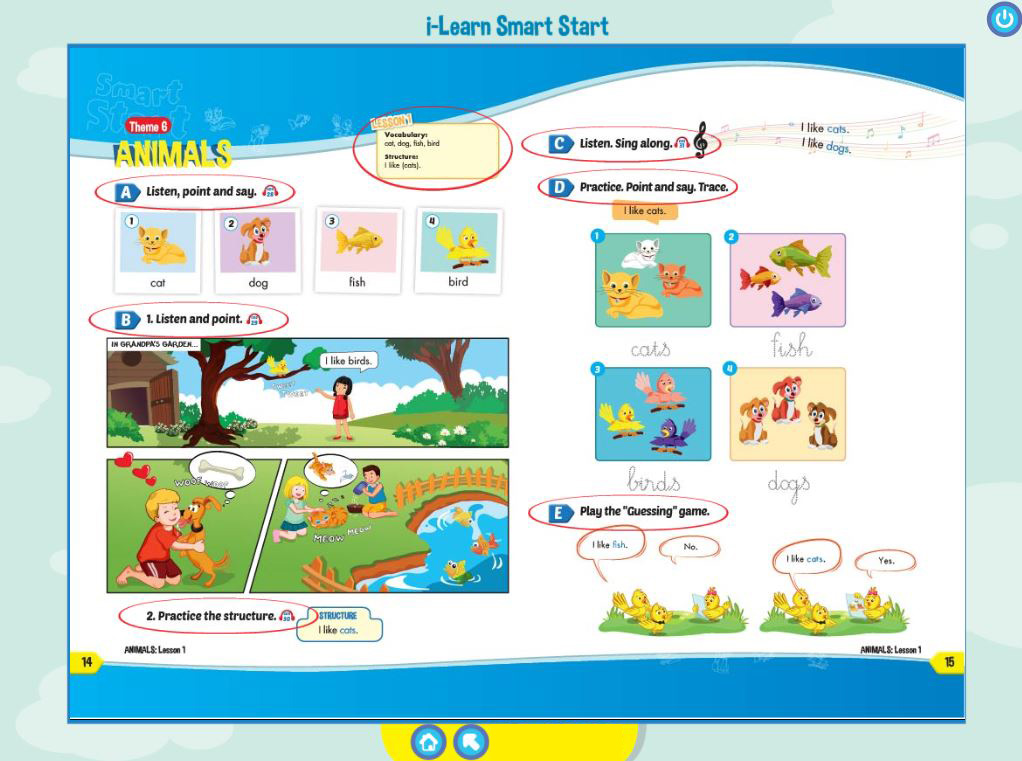 i-Learn Smart Start
Smart
Start
Theme 6
ANIMALS
LESSON 1
Vocabulary:
cat, dog, fish, bird
Structure:
I like (cats).
A Listen, point and say.
1
cat
2
dog
3
fish
4
bird
B 1. Listen and point.
IN GRANDPA'S GARDEN...
I like birds.
TWEET
TWEET
WOOF WOOF
MEOW MEOW
2. Practice the structure.
STRUCTURE
I like cats.
ANIMALS: Lesson 1
14
C Listen. Sing along.
I like cats.
I like dogs.
D Practice. Point and say. Trace.
I like cats.
1
cats
2
fish
3
birds
4
dogs
E Play the "Guessing" game.
I like fish.
No.
I like cats.
Yes.
ANIMALS: Lesson 1
15